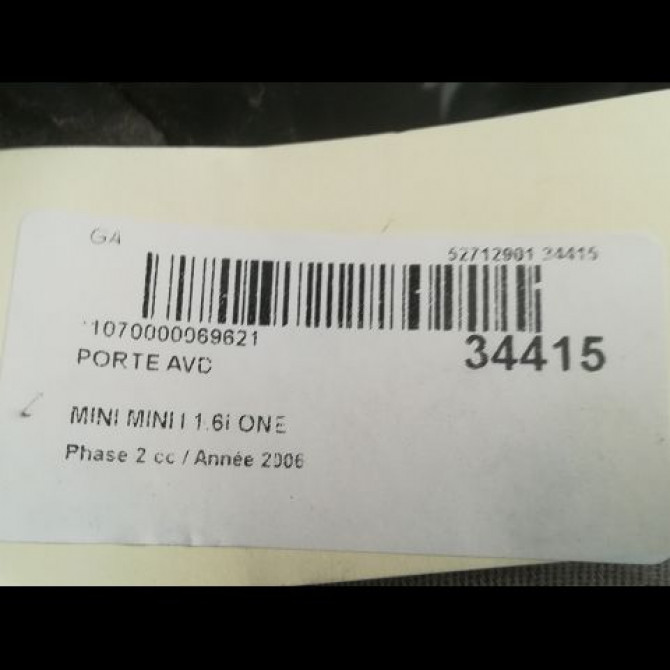 GA
52712901 34415
1070000069621
34415
PORTE AVD
MINI MINI I 1.6i ONE
Phase 2 cc / Année 2006